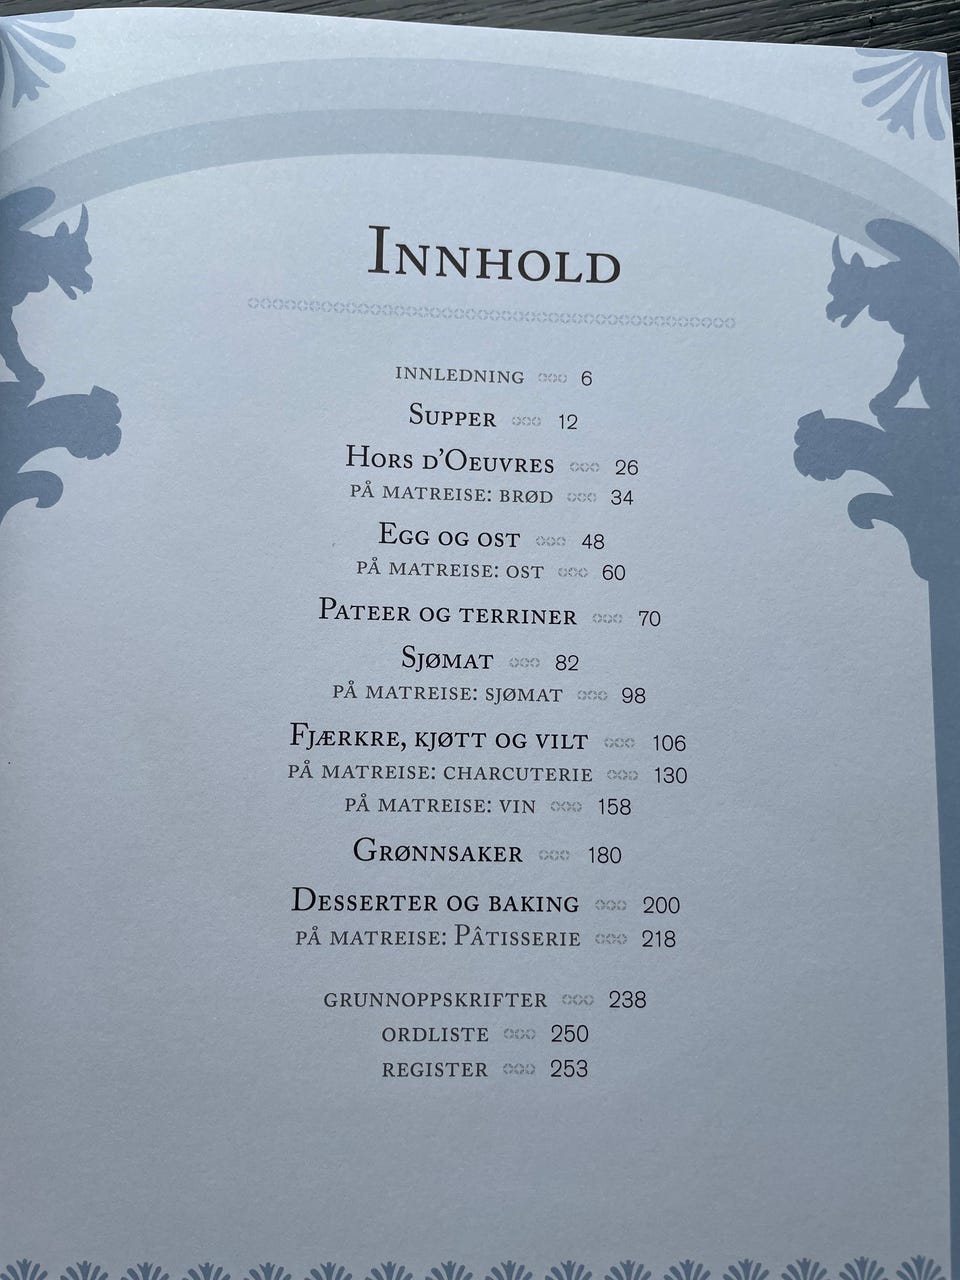 Innhold
innledning 6
Supper 12
Hors d'Oeuvres 26
på matreise: brød 34
Egg og ost 48
på matreise: ost 60
Pateer og terriner 70
Sjømat 82
på matreise: sjømat 98
Fjærkre, kjøtt og vilt 106
på matreise: charcuterie 130
på matreise: vin 158
Grønnsaker 180
Desserter og baking 200
på matreise: Pâtisserie 218
grunnoppskrifter 238
ordliste 250
register 253